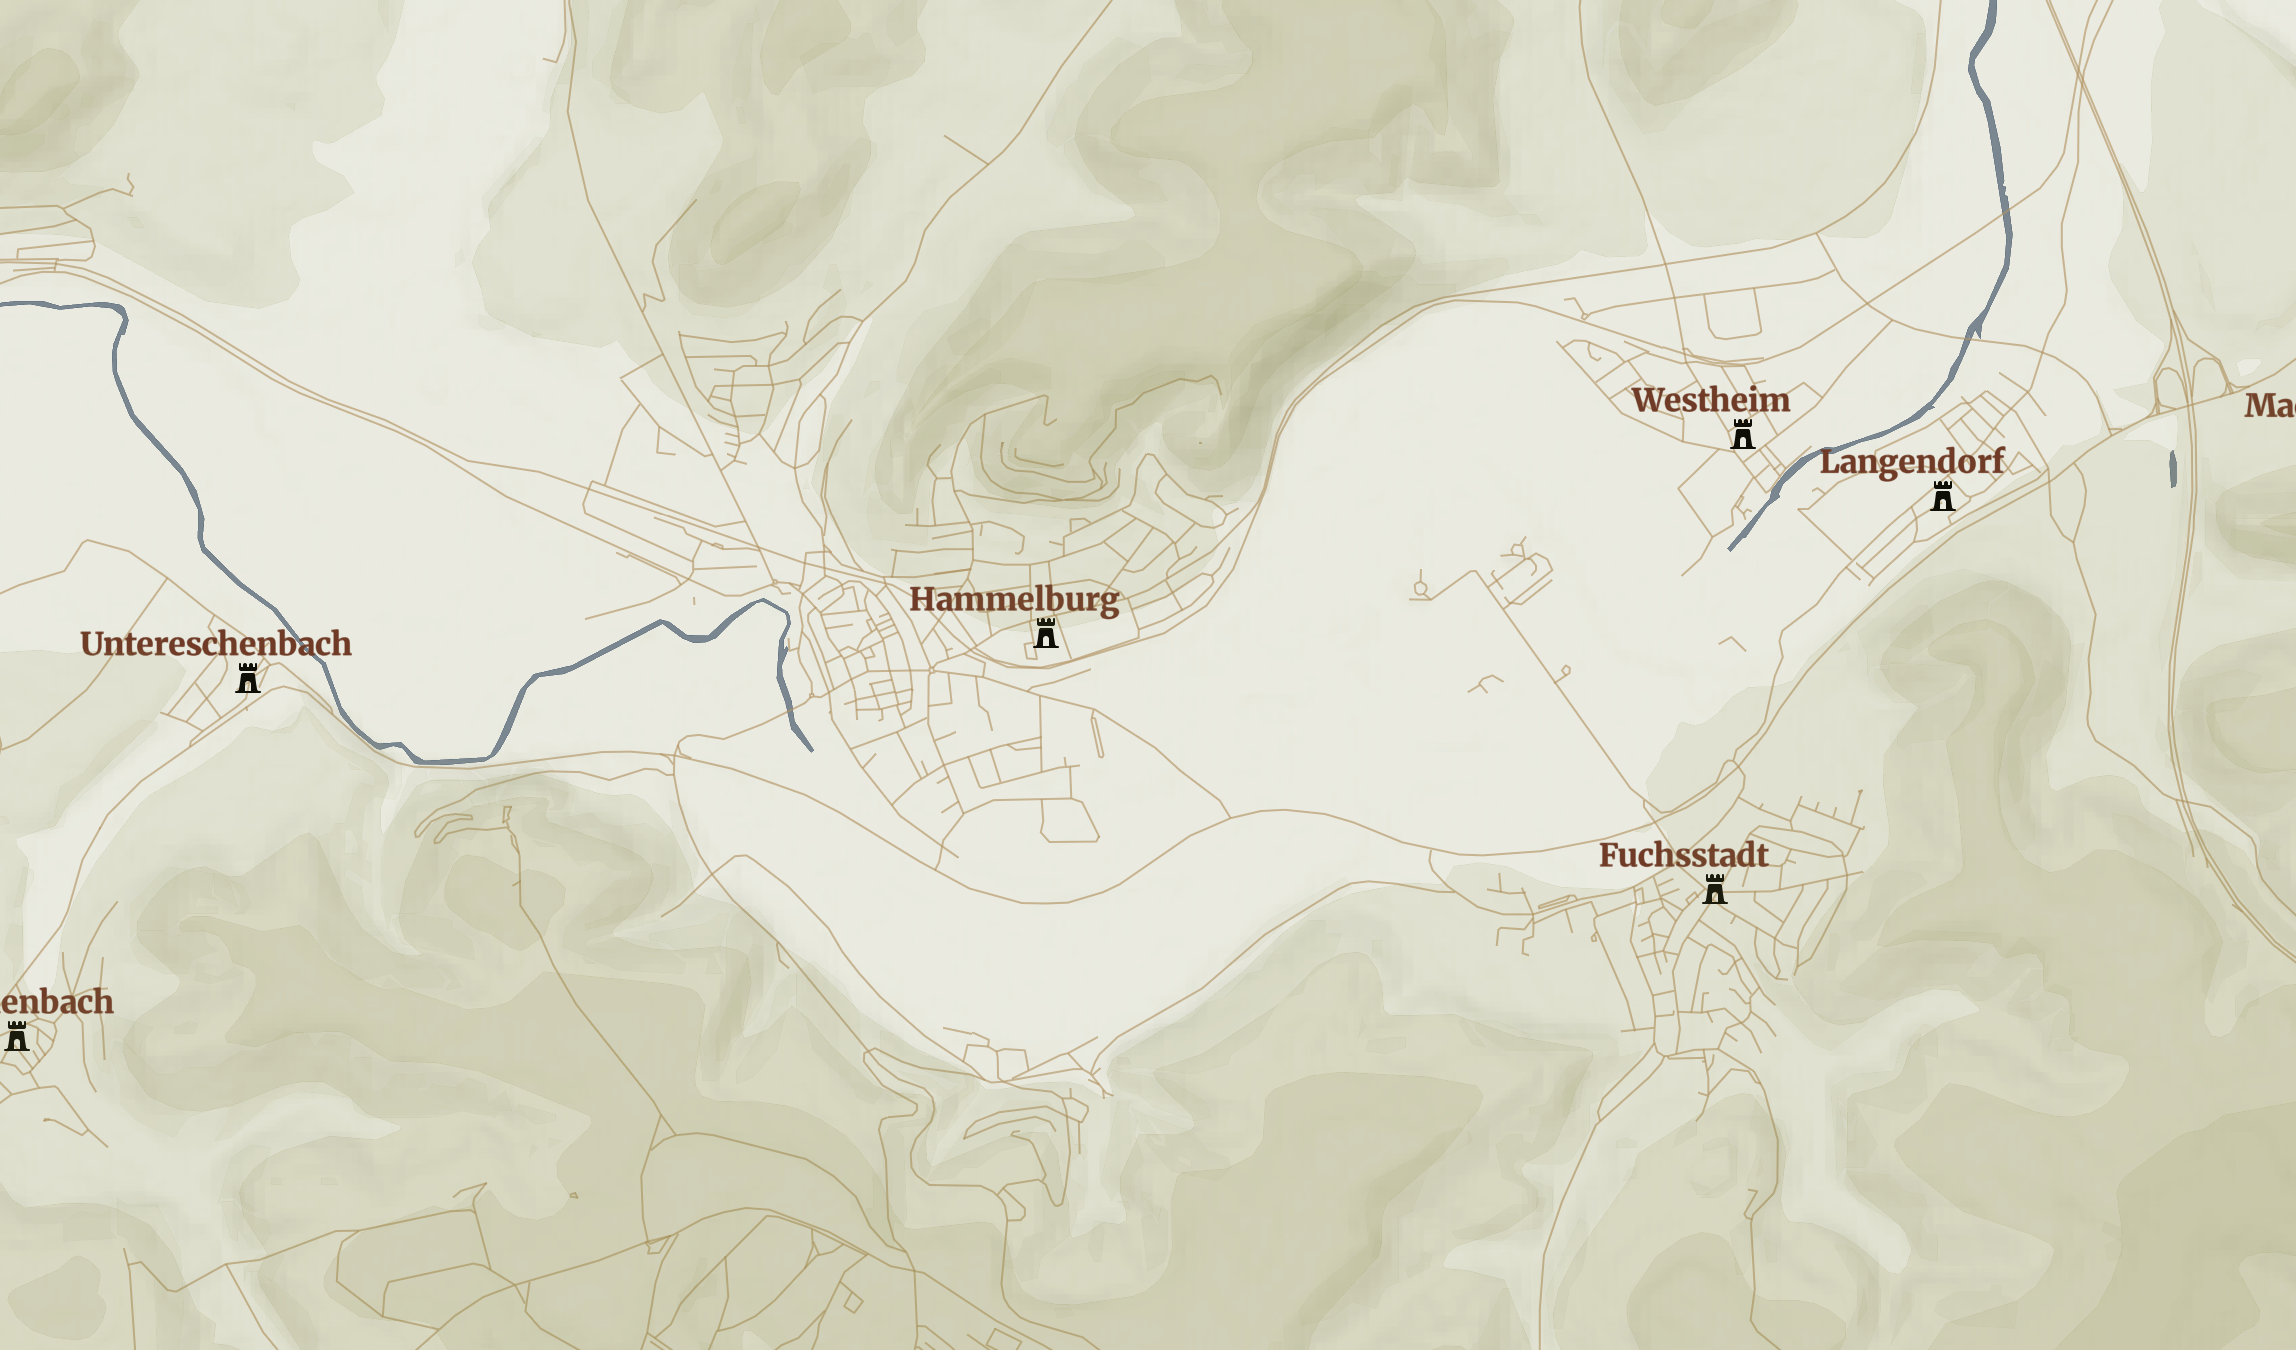 Westheim
Ma
Langendorf
Hammelburg
Untereschenbach
Fuchsstadt
enbach